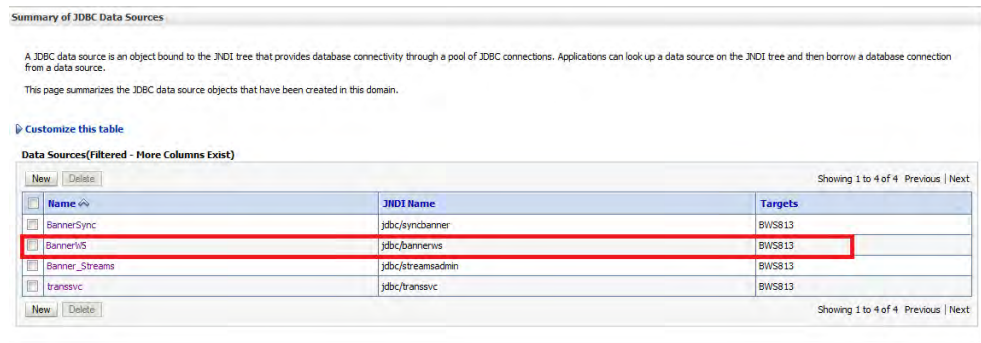 Summary of JDBC Data Sources
A JDBC data source is an object bound to the JNDI tree that provides database connectivity through a pool of JDBC connections. Applications can look up a data source on the JNDI tree and then borrow a database connection
from a data source.
This page summarizes the JDBC data source objects that have been created in this domain.
Customize this table
Data Sources(Filtered - More Columns Exist)
New Delete Showing 1 to 4 of 4 Previous | Next
Name JNDI Name Targets
BannerSync jdbc/syncbanner BWS813
BannerWS jdbc/bannerws BWS813
Banner_Streams jdbc/streamsadmin BWS813
transsvc jdbc/transsvc BWS813
New Delete Showing 1 to 4 of 4 Previous | Next